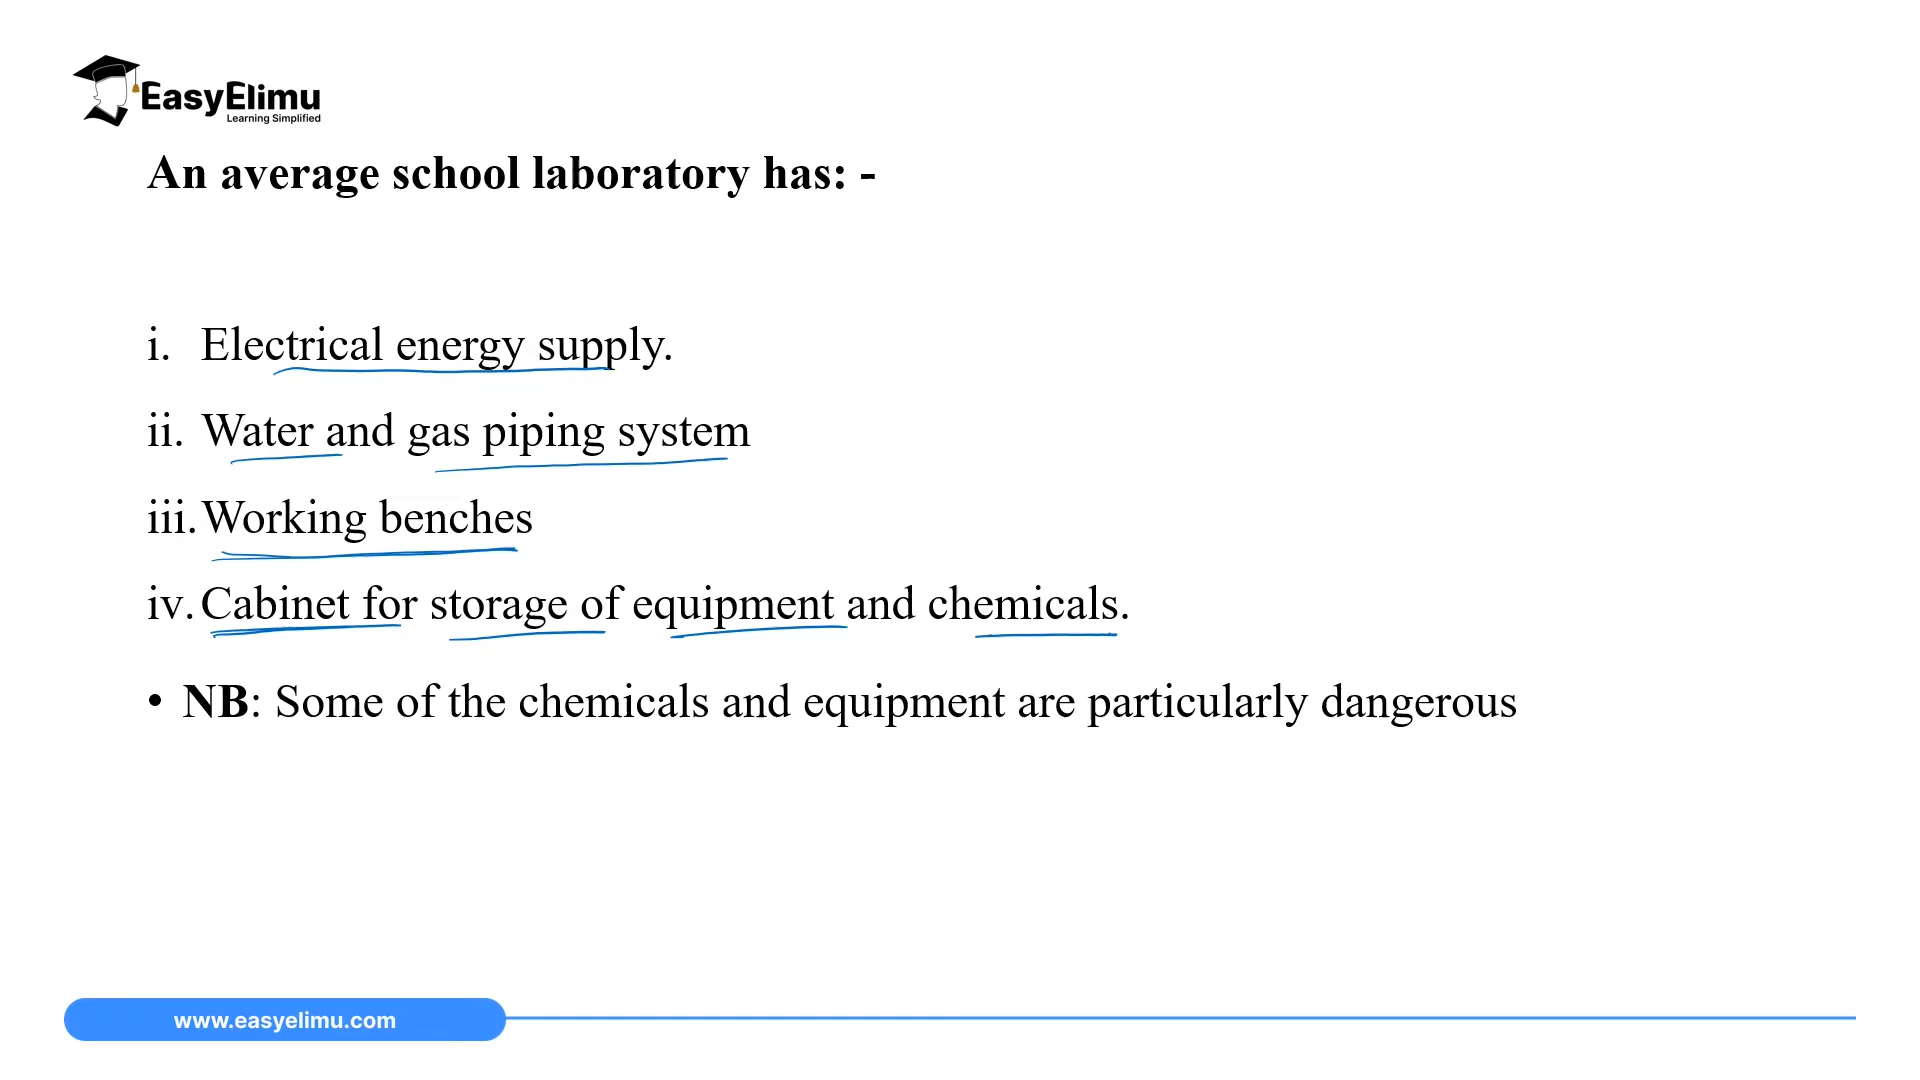 EasyElimu
Learning Simplified
An average school laboratory has: -
i. Electrical energy supply.
ii. Water and gas piping system
iii. Working benches
iv. Cabinet for storage of equipment and chemicals.
• NB: Some of the chemicals and equipment are particularly dangerous
www.easyelimu.com